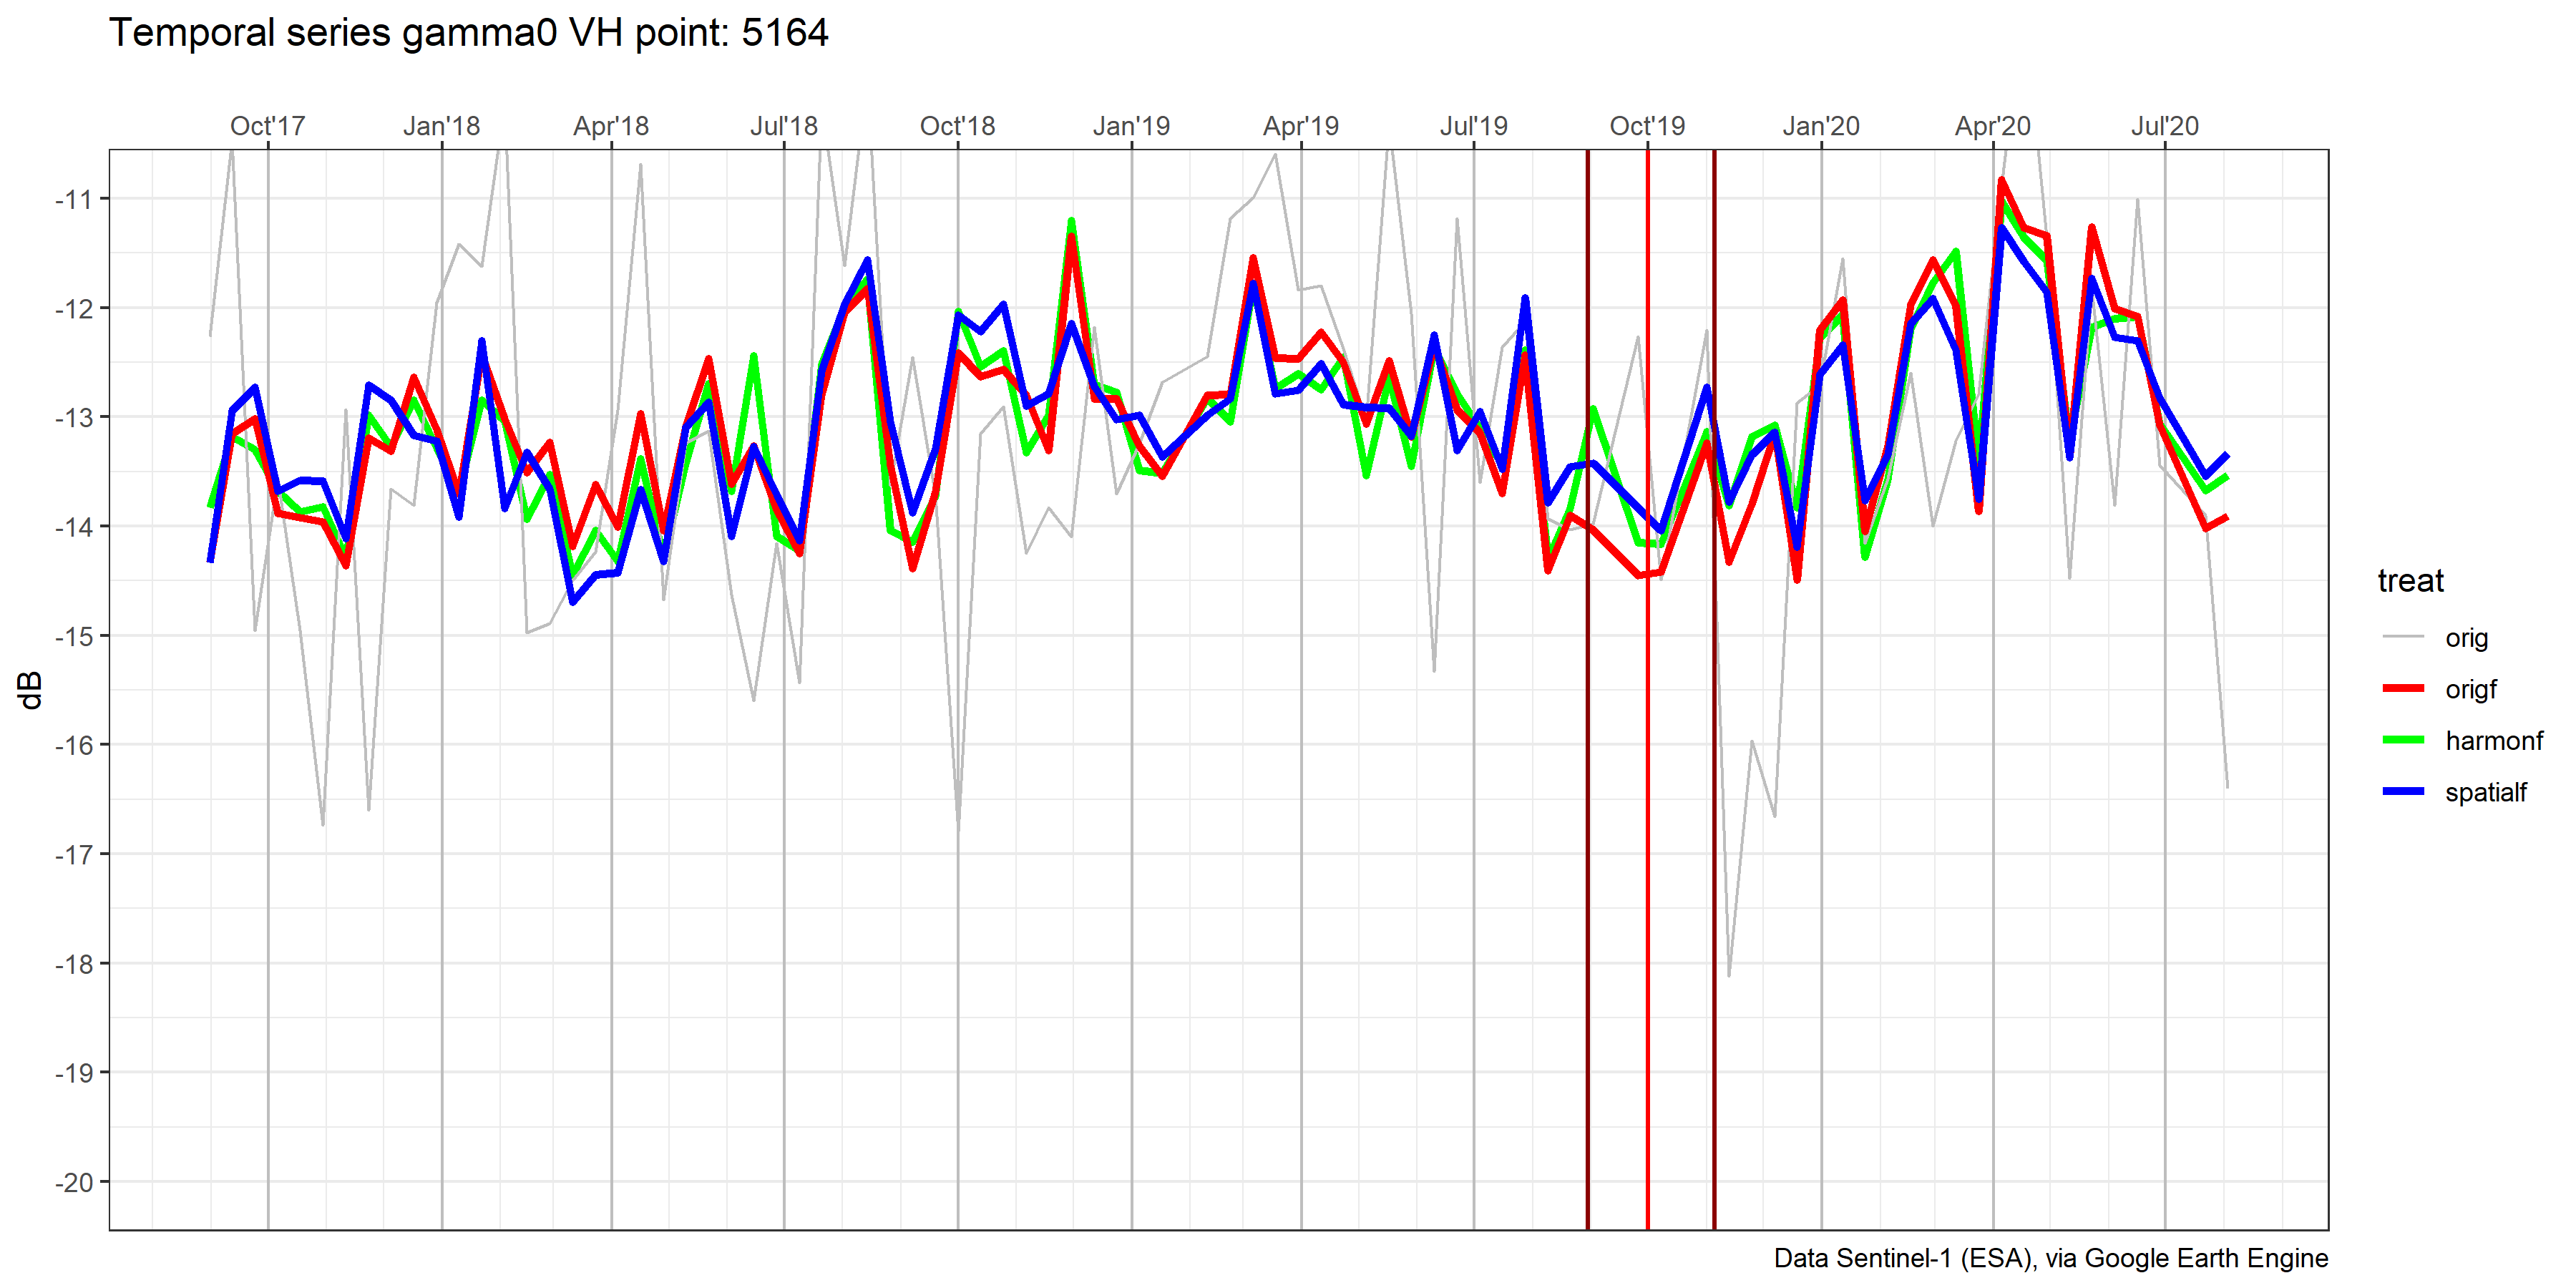 Temporal series gamma0 VH point: 5164
Oct'17 Jan'18 Apr'18 Jul'18 Oct'18 Jan'19 Apr'19 Jul'19 Oct'19 Jan'20 Apr'20 Jul'20
-11
-12
-13
-14
-15
-16
-17
-18
-19
-20
dB
treat
orig
origf
harmonf
spatialf
Data Sentinel-1 (ESA), via Google Earth Engine